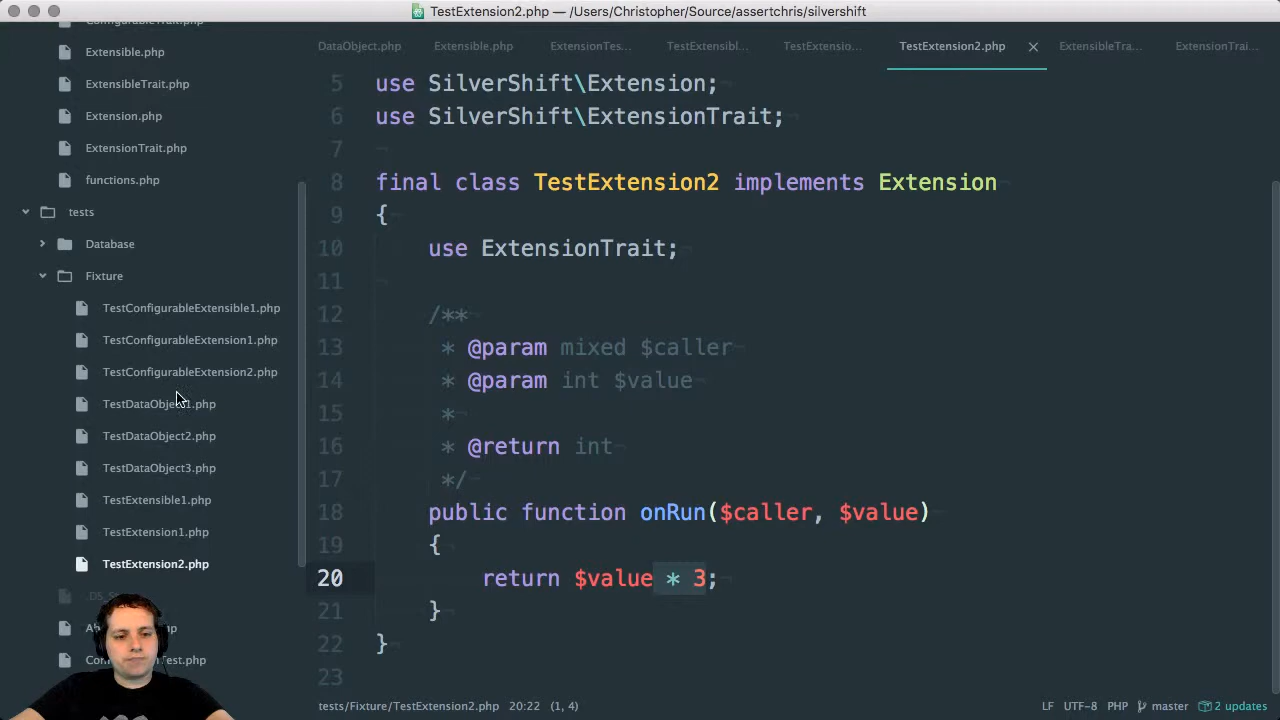 TestExtension2.php — /Users/Christopher/Source/assertchris/silvershift
Extensible.php
ExtensibleTrait.php
Extension.php
ExtensionTrait.php
functions.php
tests
Database
Fixture
TestConfigurableExtensible1.php
TestConfigurableExtension1.php
TestConfigurableExtension2.php
TestDataObject1.php
TestDataObject2.php
TestDataObject3.php
TestExtensible1.php
TestExtension1.php
TestExtension2.php
DataObject.php Extensible.php ExtensionTes... TestExtensibl... TestExtensio... TestExtension2.php ExtensibleTra... ExtensionTrai...
5 use SilverShift\Extension;
6 use SilverShift\ExtensionTrait;
7
8 final class TestExtension2 implements Extension
9 {
10 use ExtensionTrait;
11
12 /**
13 * @param mixed $caller
14 * @param int $value
15 *
16 * @return int
17 */
18 public function onRun($caller, $value)
19 {
20 return $value * 3;
21 }
22 }
23
tests/Fixture/TestExtension2.php 20:22 (1, 4) LF UTF-8 PHP master 2 updates